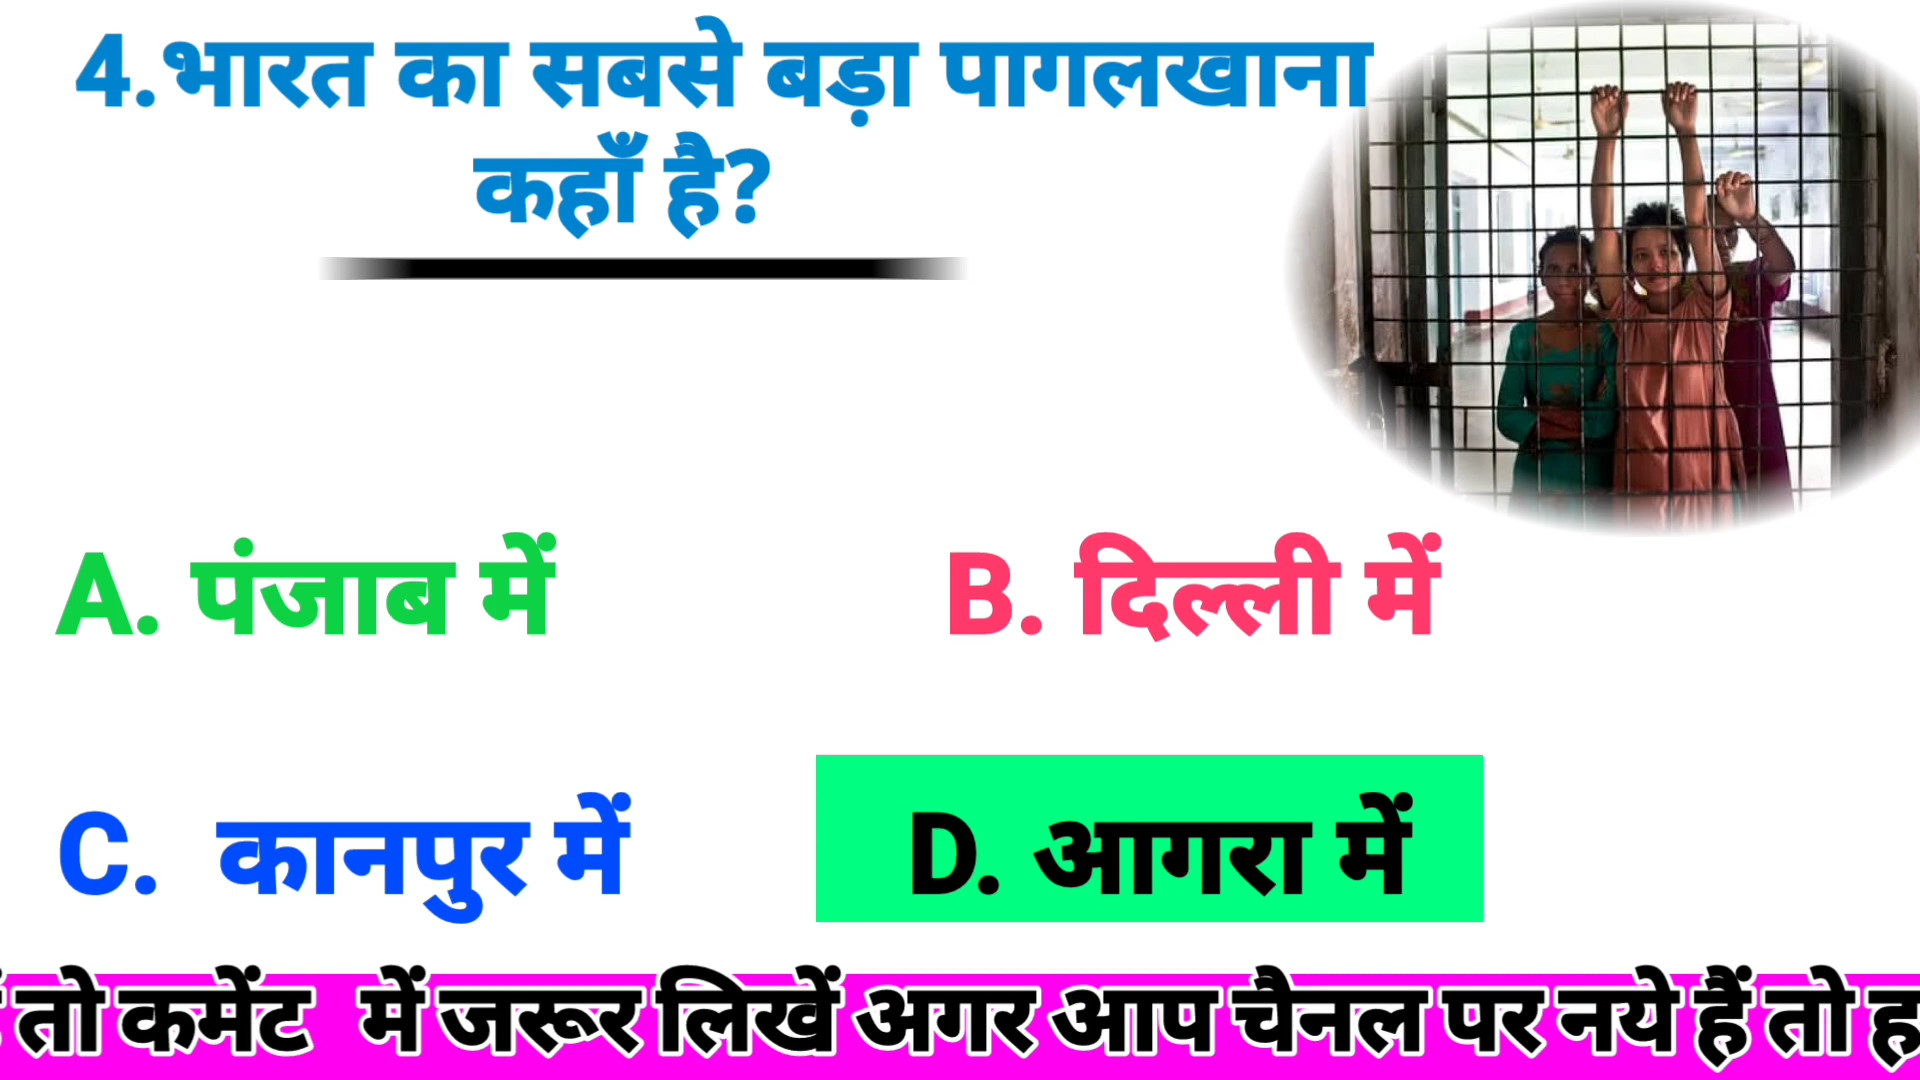 4.भारत का सबसे बड़ा पागलखाना
कहाँ है?
A. पंजाब में
B. दिल्ली में
C. कानपुर में
D. आगरा में
तो कमेंट में जरूर लिखें अगर आप चैनल पर नये हैं तो